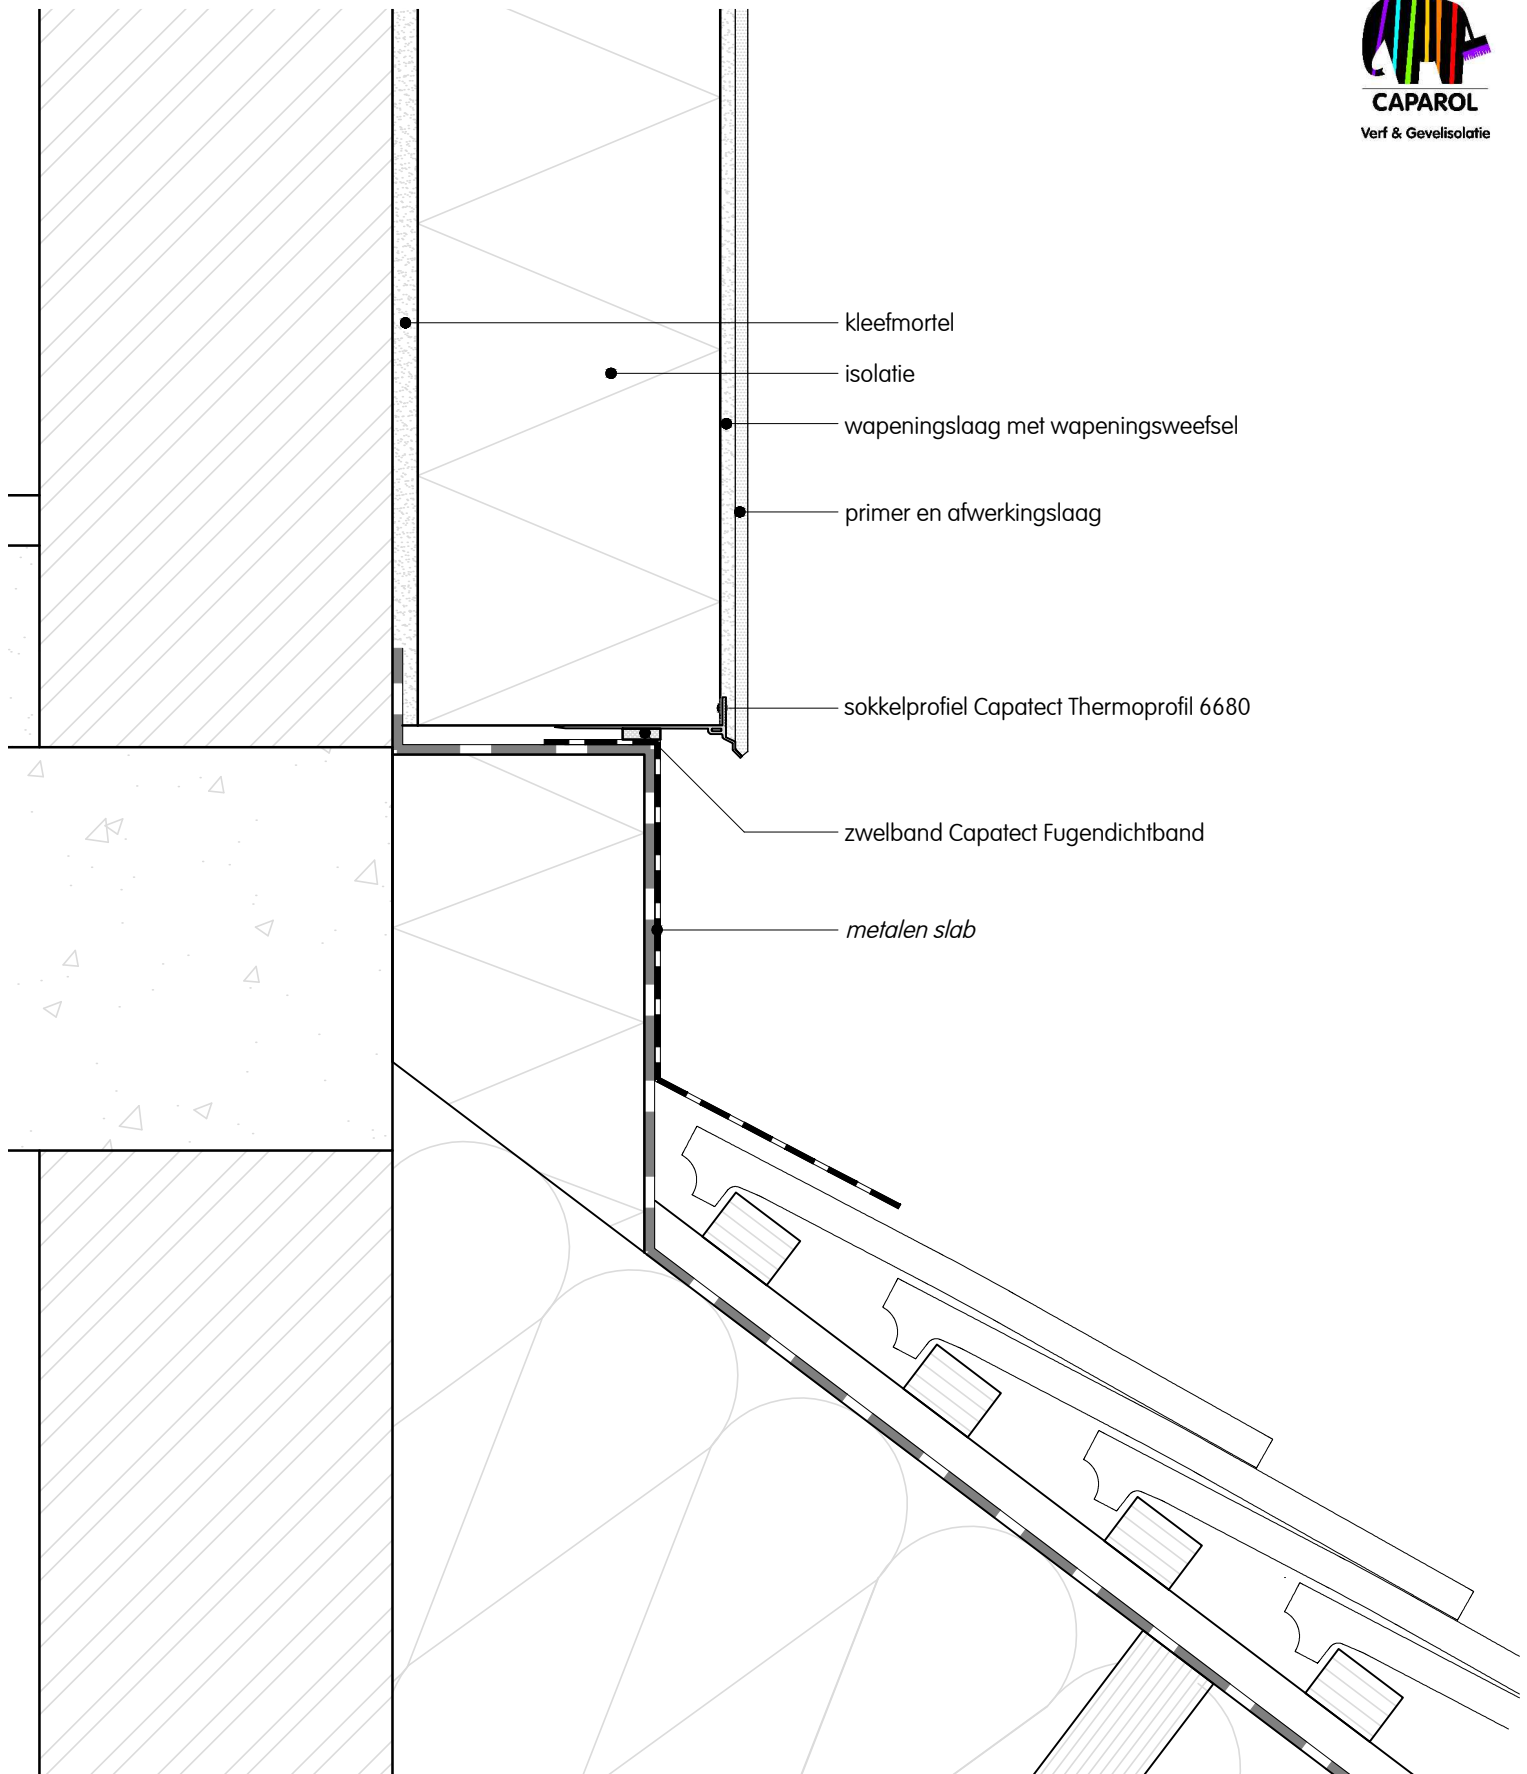 CAPAROL
Verf & Gevelisolatie
kleefmortel
isolatie
wapeningslaag met wapeningsweefsel
primer en afwerkingslaag
sokkelprofiel Capatect Thermoprofil 6680
zwelband Capatect Fugendichtband
metalen slab